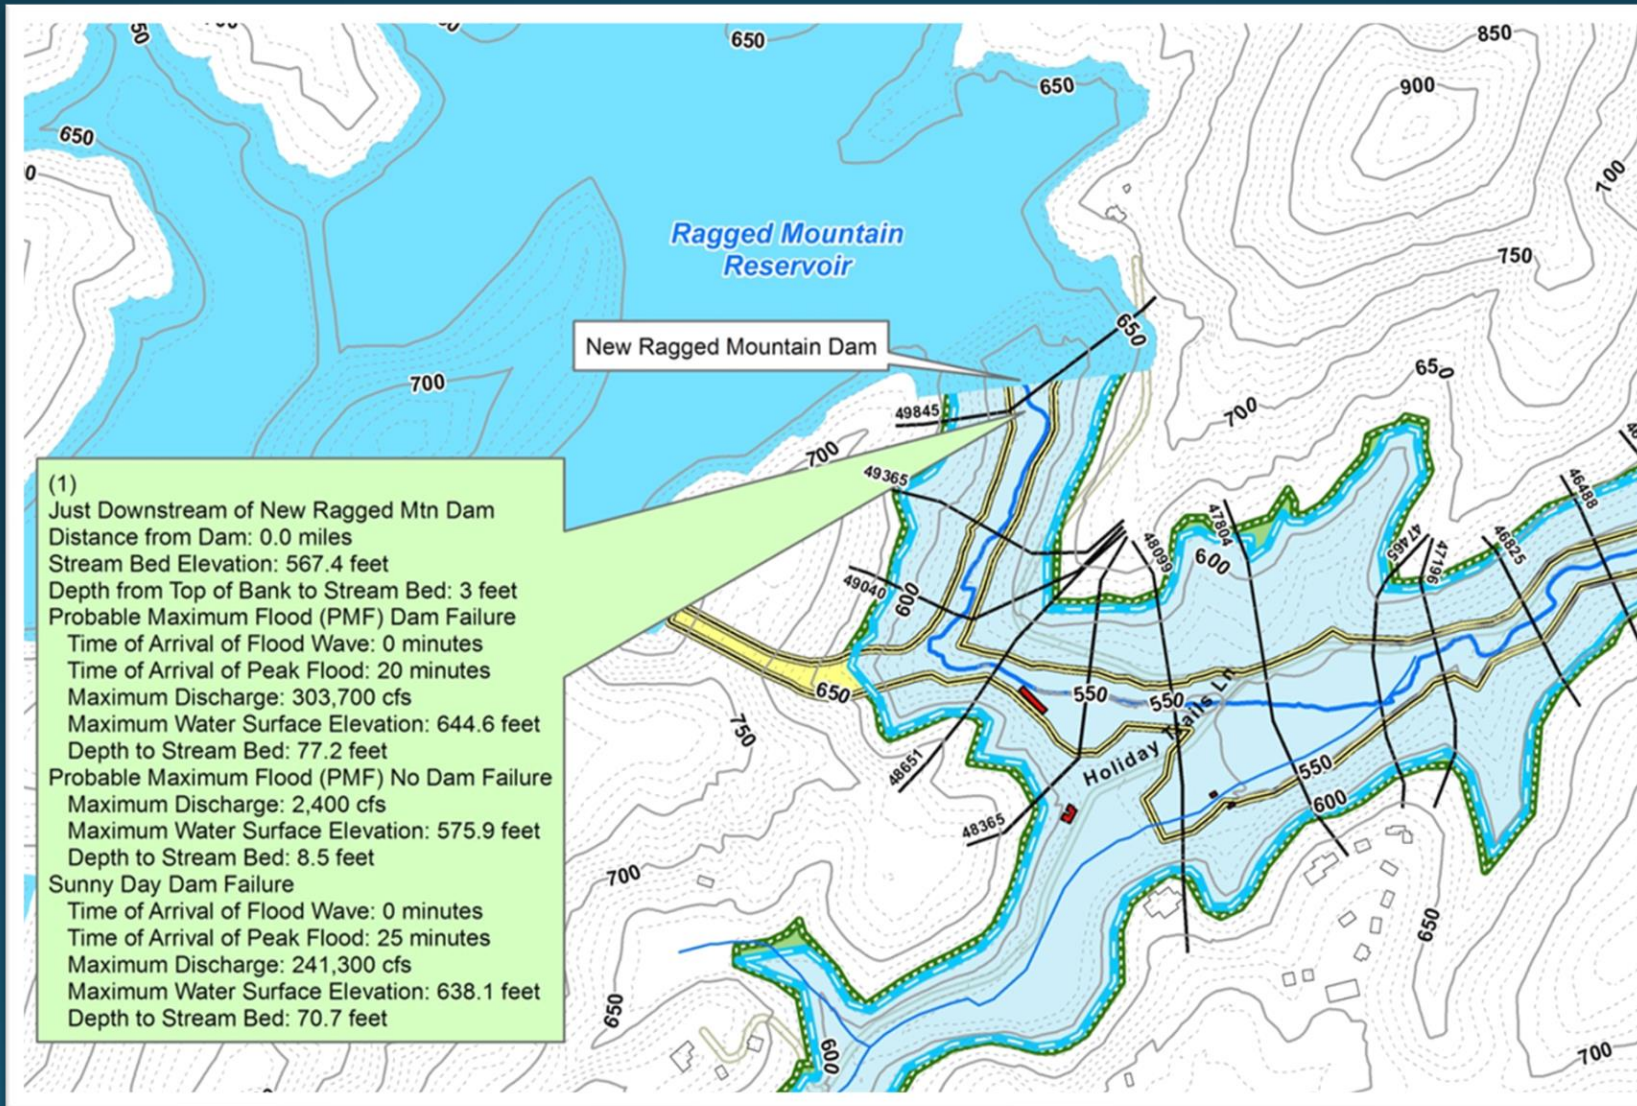 850
650
650
900
650
700
Ragged Mountain
Reservoir
750
650
New Ragged Mountain Dam
650
700
700
49845
700
49365
(1)
Just Downstream of New Ragged Mtn Dam
Distance from Dam: 0.0 miles
Stream Bed Elevation: 567.4 feet
Depth from Top of Bank to Stream Bed: 3 feet
Probable Maximum Flood (PMF) Dam Failure
Time of Arrival of Flood Wave: 0 minutes
Time of Arrival of Peak Flood: 20 minutes
Maximum Discharge: 303,700 cfs
Maximum Water Surface Elevation: 644.6 feet
Depth to Stream Bed: 77.2 feet
Probable Maximum Flood (PMF) No Dam Failure
Maximum Discharge: 2,400 cfs
Maximum Water Surface Elevation: 575.9 feet
Depth to Stream Bed: 8.5 feet
Sunny Day Dam Failure
Time of Arrival of Flood Wave: 0 minutes
Time of Arrival of Peak Flood: 25 minutes
Maximum Discharge: 241,300 cfs
Maximum Water Surface Elevation: 638.1 feet
Depth to Stream Bed: 70.7 feet
46488
47804
48099
47465
47196
46825
600
49040
600
650
550
550
Holiday Trails Ln
750
48651
550
600
48365
700
650
650
600
700